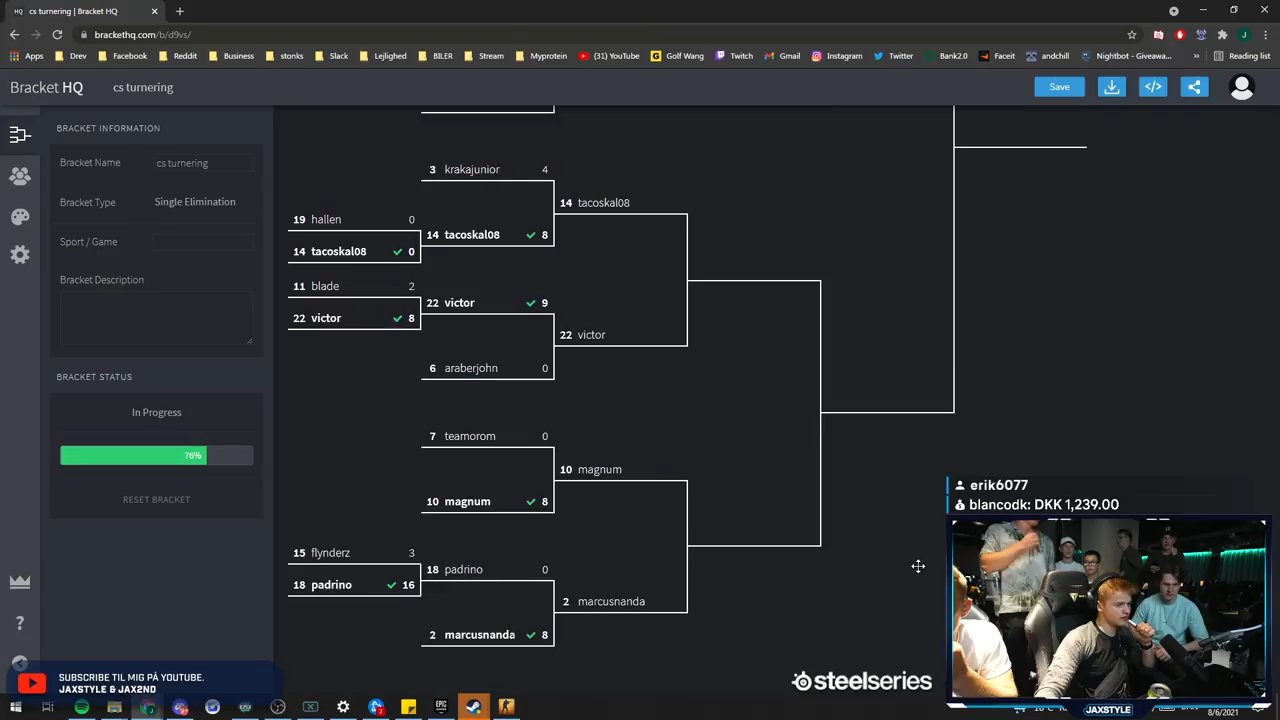 cs turnering | Bracket HQ
brackethq.com/b/d9vs/
Apps Drev Facebook Reddit Business stonks Slack Lejlighed BILER Stream Myprotein (31) YouTube Golf Wang Twitch Gmail Instagram Twitter Bank2.0 Faceit andchill Nightbot - Giveawa... » Reading list
Bracket HQ cs turnering Save </>
BRACKET INFORMATION
Bracket Name cs turnering
Bracket Type Single Elimination
Sport / Game
Bracket Description
BRACKET STATUS
In Progress
76%
RESET BRACKET
3 krakajunior 4
14 tacoskal08
19 hallen 0
14 tacoskal08 8
14 tacoskal08 0
11 blade 2
22 victor 9
22 victor 8
22 victor
6 araberjohn 0
7 teamorom 0
10 magnum
10 magnum 8
15 flynderz 3
18 padrino 0
18 padrino 16
2 marcusnanda
2 marcusnanda 8
erik6077
blancodk: DKK 1,239.00
steelseries
SUBSCRIBE TIL MIG PÅ YOUTUBE.
JAXSTYLE & JAX2ND
JAXSTYLE
8/6/2021